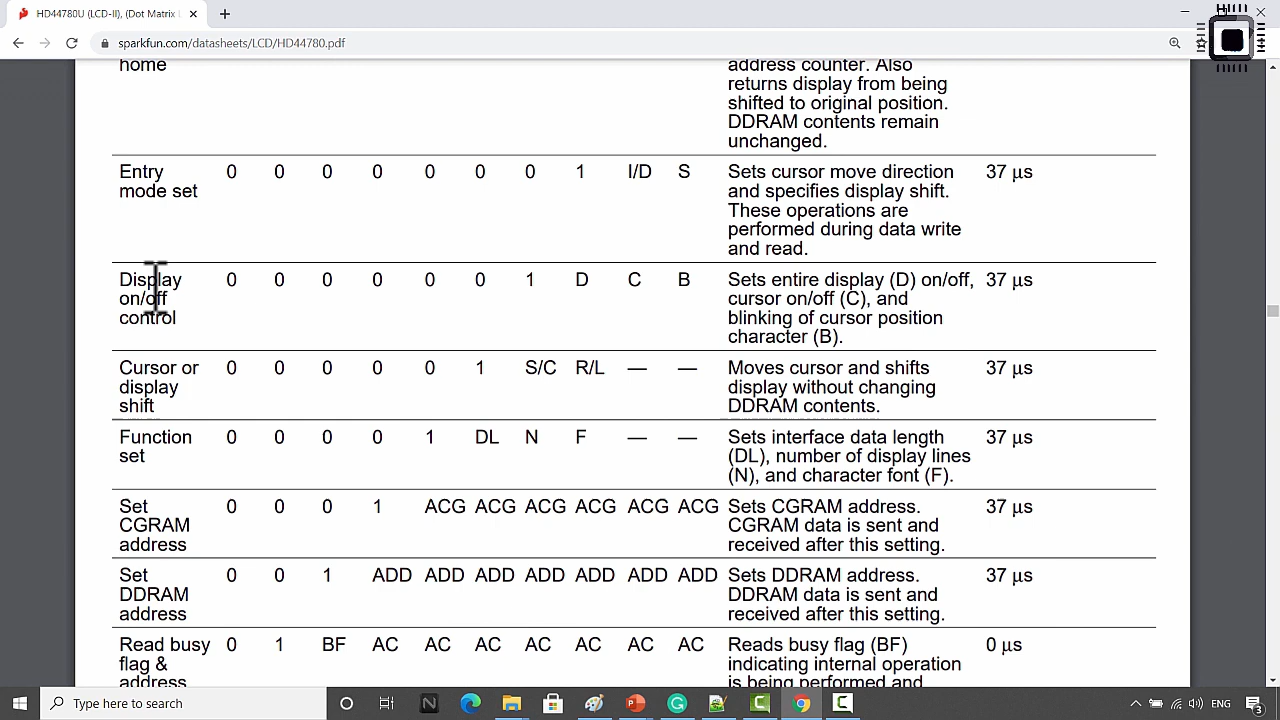 HD44780U (LCD-II), (Dot Matrix L
sparkfun.com/datasheets/LCD/HD44780.pdf
home address counter. Also
returns display from being
shifted to original position.
DDRAM contents remain
unchanged.
Entry 0 0 0 0 0 0 0 1 I/D S Sets cursor move direction 37 μs
mode set and specifies display shift.
These operations are
performed during data write
and read.
Display 0 0 0 0 0 0 1 D C B Sets entire display (D) on/off, 37 μs
on/off cursor on/off (C), and
control blinking of cursor position
character (B).
Cursor or 0 0 0 0 0 1 S/C R/L — — Moves cursor and shifts 37 μs
display display without changing
shift DDRAM contents.
Function 0 0 0 0 1 DL N F — — Sets interface data length 37 μs
set (DL), number of display lines
(N), and character font (F).
Set 0 0 0 1 ACG ACG ACG ACG ACG ACG Sets CGRAM address. 37 μs
CGRAM CGRAM data is sent and
address received after this setting.
Set 0 0 1 ADD ADD ADD ADD ADD ADD ADD Sets DDRAM address. 37 μs
DDRAM DDRAM data is sent and
address received after this setting.
Read busy 0 1 BF AC AC AC AC AC AC AC Reads busy flag (BF) 0 μs
flag & indicating internal operation
address is being performed and
Type here to search
ENG
3